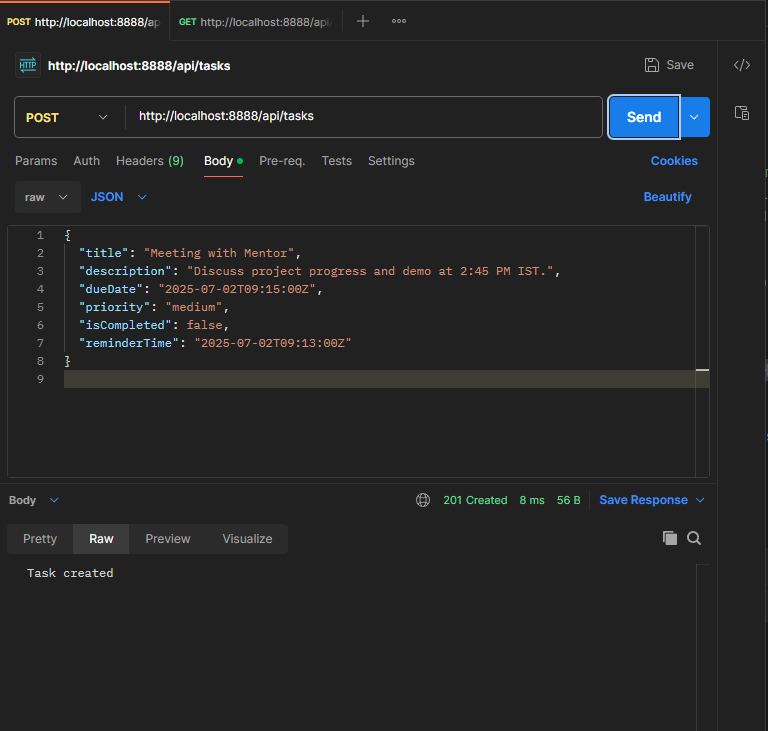 POST http://localhost:8888/ap GET http://localhost:8888/api/
HTTP http://localhost:8888/api/tasks Save
POST http://localhost:8888/api/tasks Send
Params Auth Headers (9) Body Pre-req. Tests Settings Cookies
raw JSON Beautify
1 {
2 "title": "Meeting with Mentor",
3 "description": "Discuss project progress and demo at 2:45 PM IST.",
4 "dueDate": "2025-07-02T09:15:00Z",
5 "priority": "medium",
6 "isCompleted": false,
7 "reminderTime": "2025-07-02T09:13:00Z"
8 }
9
Body 201 Created 8 ms 56 B Save Response
Pretty Raw Preview Visualize
Task created